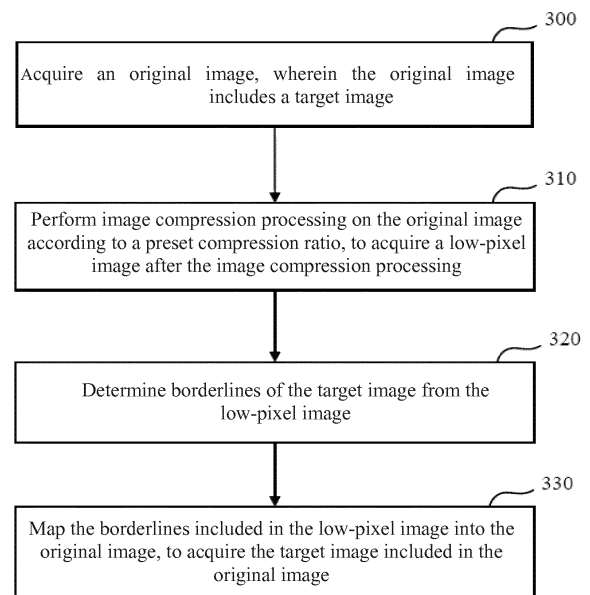 300
Acquire an original image, wherein the original image
includes a target image
310
Perform image compression processing on the original image
according to a preset compression ratio, to acquire a low-pixel
image after the image compression processing
320
Determine borderlines of the target image from the
low-pixel image
330
Map the borderlines included in the low-pixel image into the
original image, to acquire the target image included in the
original image